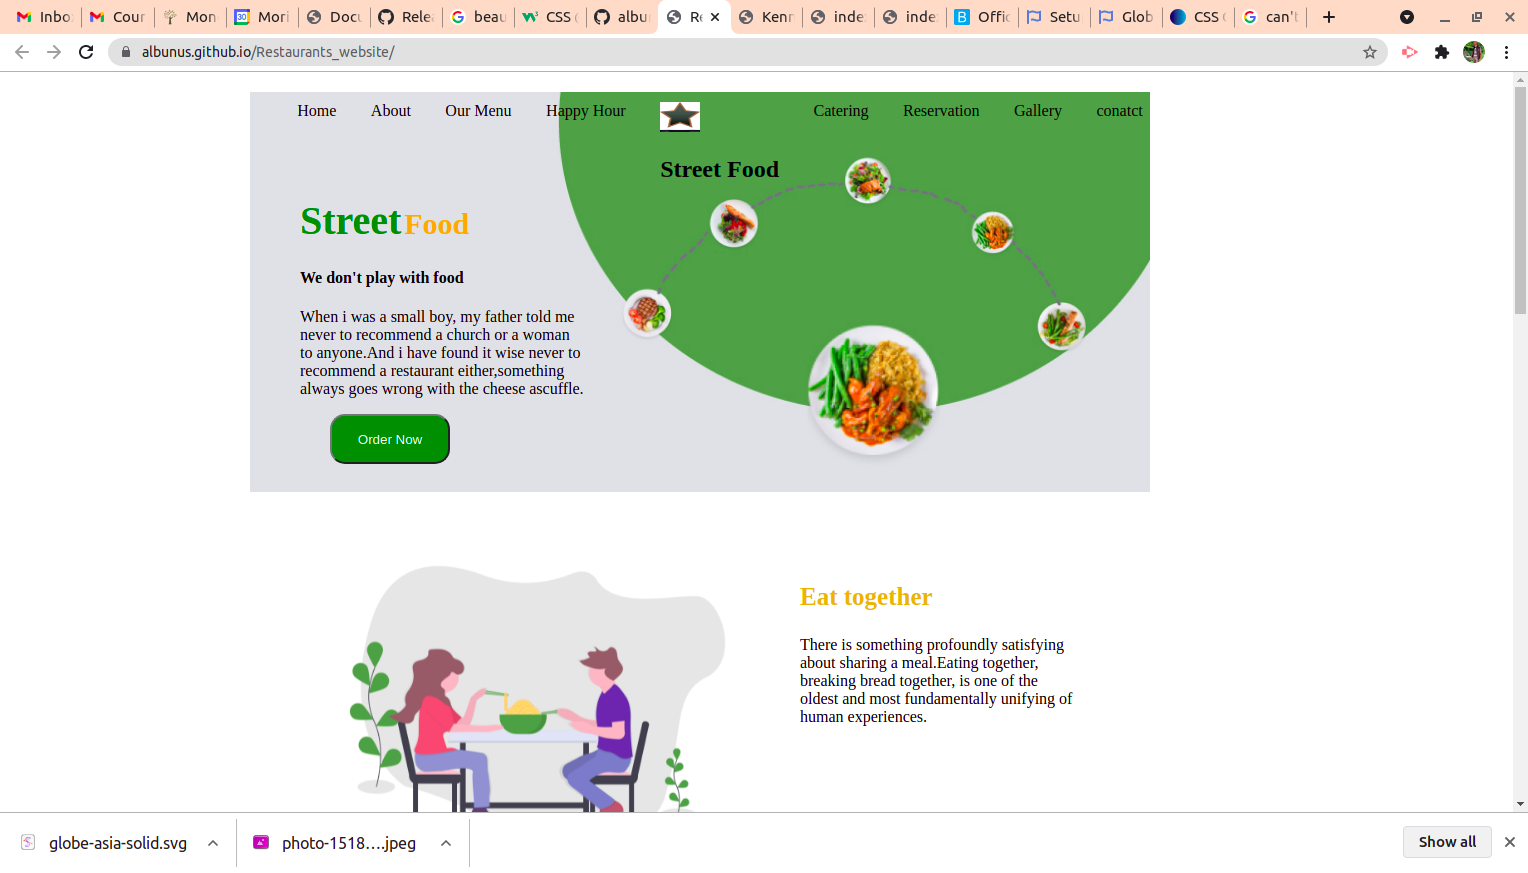 Inbo
Cour
Mon
Mori
Docu
Relea
beau
CSS
albu
Re
Kenn
inde
inde
Offic
Setu
Glob
CSS
can't
albunus.github.io/Restaurants_website/
Home About Our Menu Happy Hour Catering Reservation Gallery conatct
Street Food
Street Food
We don't play with food
When i was a small boy, my father told me
never to recommend a church or a woman
to anyone.And i have found it wise never to
recommend a restaurant either,something
always goes wrong with the cheese ascuffle.
Order Now
Eat together
There is something profoundly satisfying
about sharing a meal.Eating together,
breaking bread together, is one of the
oldest and most fundamentally unifying of
human experiences.
globe-asia-solid.svg
photo-1518....jpeg
Show all